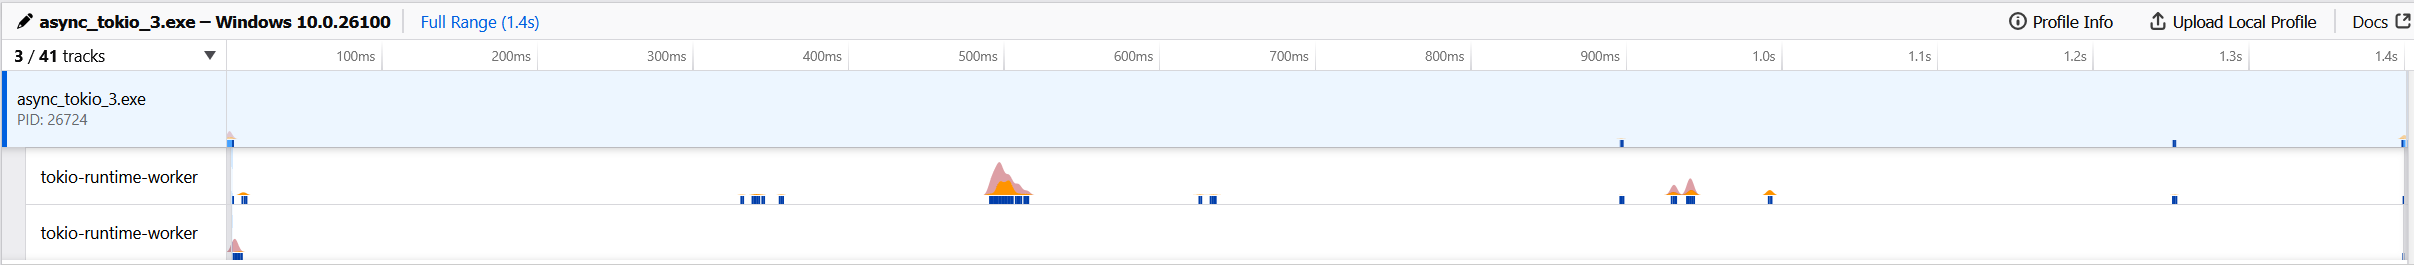 async_tokio_3.exe – Windows 10.0.26100 Full Range (1.4s) Profile Info Upload Local Profile Docs
3 / 41 tracks 100ms 200ms 300ms 400ms 500ms 600ms 700ms 800ms 900ms 1.0s 1.1s 1.2s 1.3s 1.4s
async_tokio_3.exe
PID: 26724
tokio-runtime-worker
tokio-runtime-worker